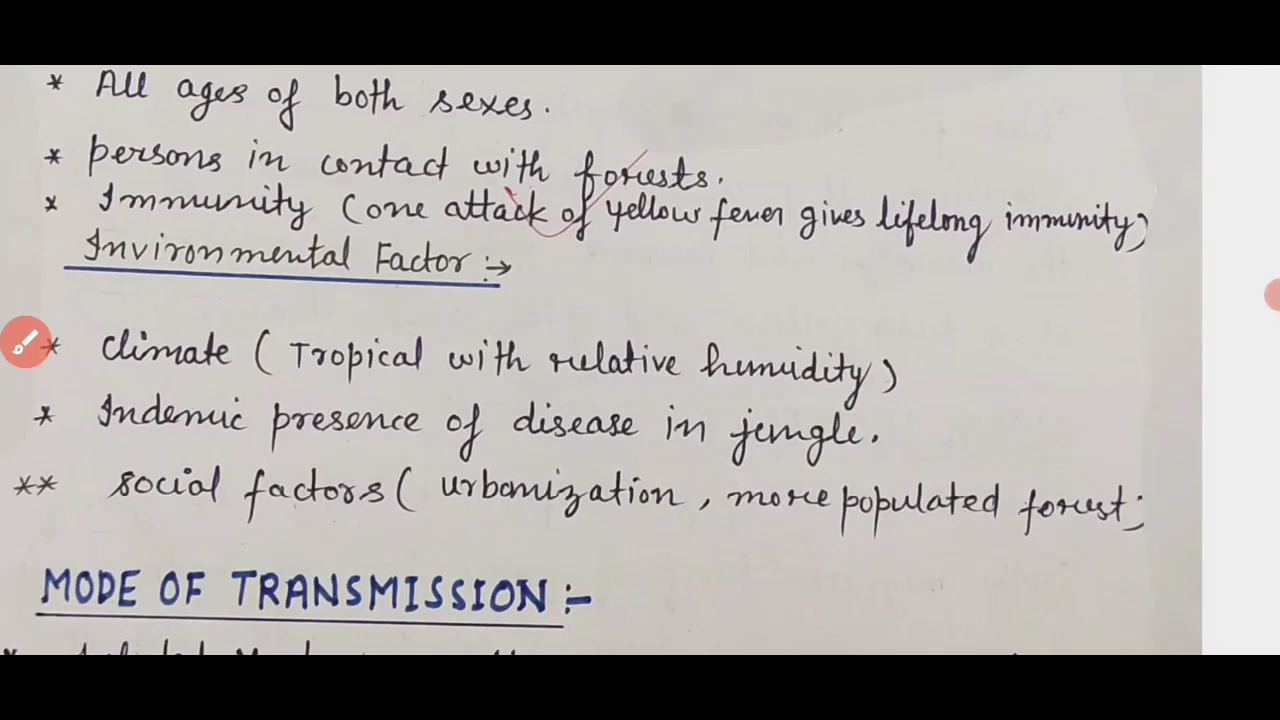 * All ages of both sexes.
* persons in contact with forests.
* Immunity (one attack of yellow fever gives lifelong immunity)
Invironmental Factor :→
* climate ( Tropical with relative humidity )
* Indemic presence of disease in jungle.
** social factors ( urbanization , more populated forest )
MODE OF TRANSMISSION :-